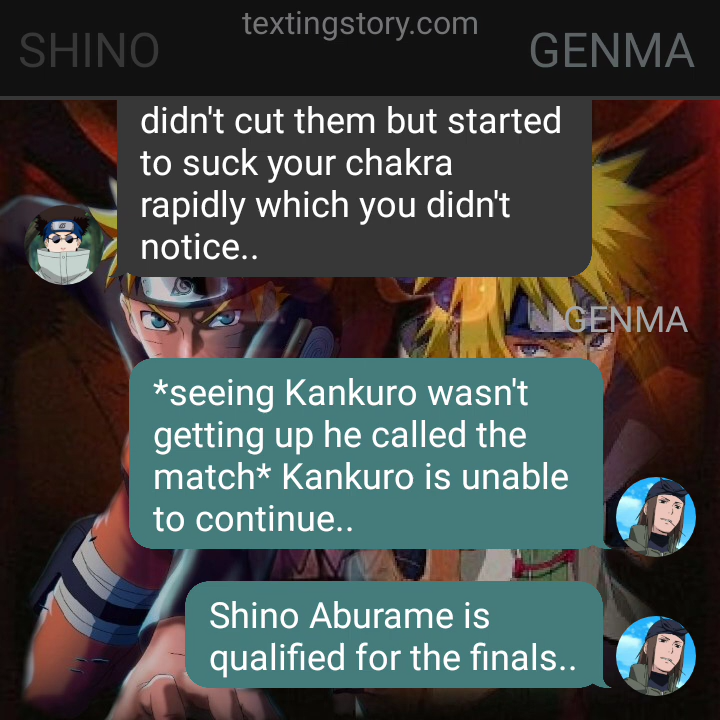 textingstory.com
SHINO
GENMA
didn't cut them but started
to suck your chakra
rapidly which you didn't
notice..
GENMA
*seeing Kankuro wasn't
getting up he called the
match* Kankuro is unable
to continue..
Shino Aburame is
qualified for the finals..